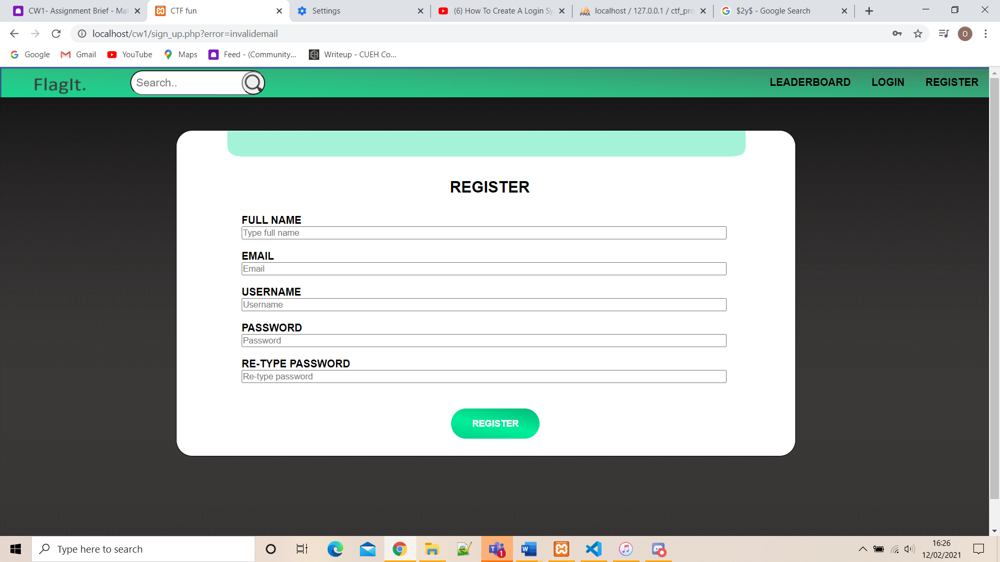 CW1- Assignment Brief - Mat
CTF fun
Settings
(6) How To Create A Login Sy
localhost / 127.0.0.1 / ctf_pro
$2y$ - Google Search
localhost/cw1/sign_up.php?error=invalidemail
O
Google
Gmail
YouTube
Maps
Feed - (Community...
Writeup - CUEH Co...
FlagIt.
Search..
LEADERBOARD
LOGIN
REGISTER
REGISTER
FULL NAME
Type full name
EMAIL
Email
USERNAME
Username
PASSWORD
Password
RE-TYPE PASSWORD
Re-type password
REGISTER
Type here to search
1
16:26
12/02/2021